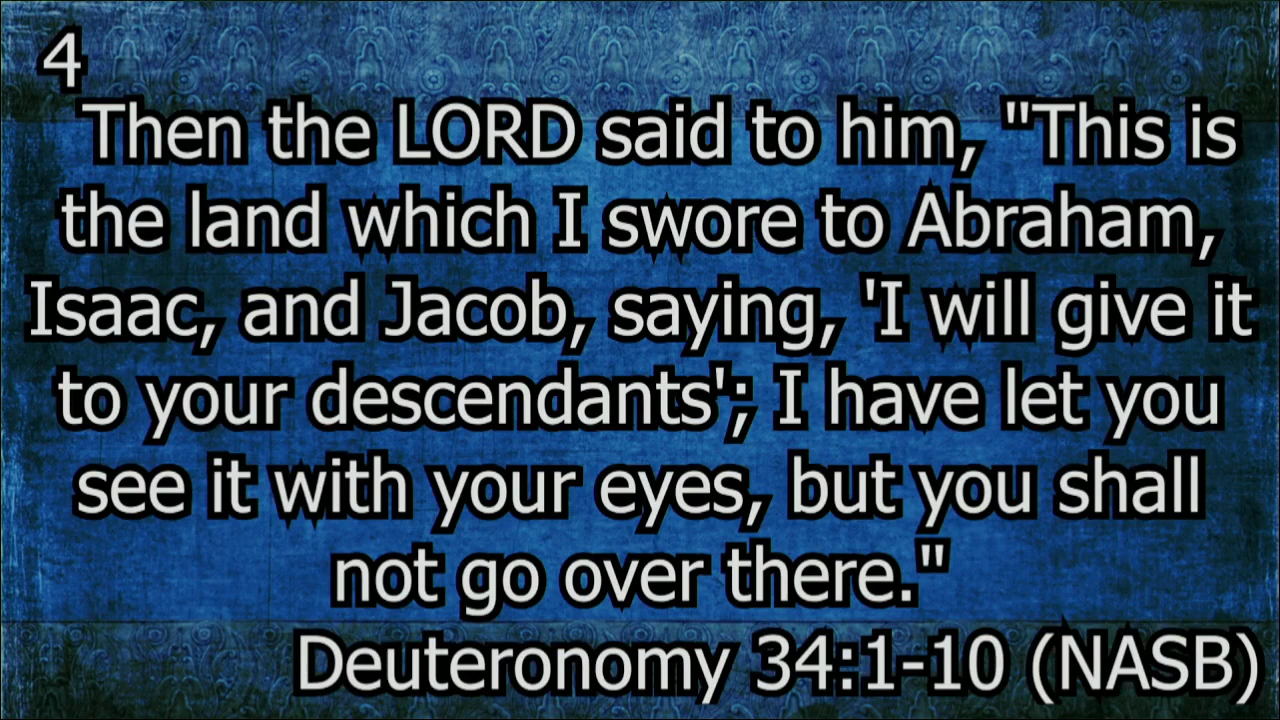 4
Then the LORD said to him, "This is
the land which I swore to Abraham,
Isaac, and Jacob, saying, 'I will give it
to your descendants'; I have let you
see it with your eyes, but you shall
not go over there."
Deuteronomy 34:1-10 (NASB)